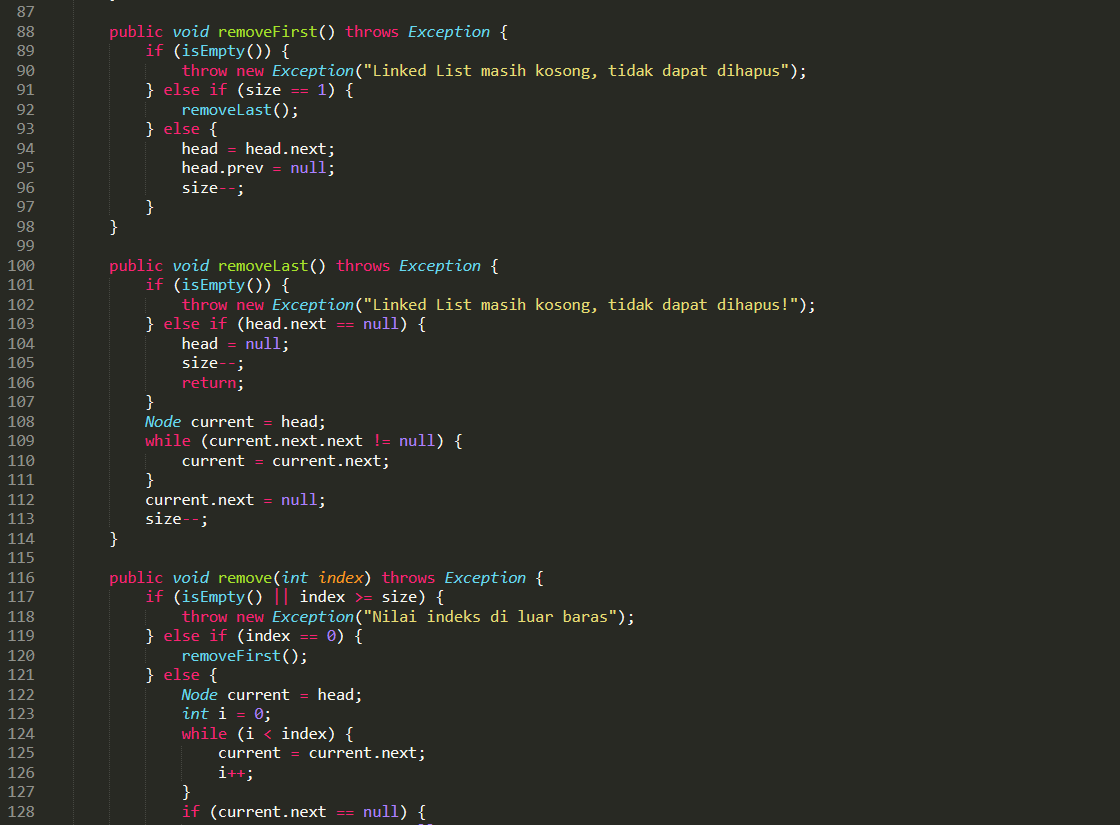 87
88 public void removeFirst() throws Exception {
89 if (isEmpty()) {
90 throw new Exception("Linked List masih kosong, tidak dapat dihapus");
91 } else if (size == 1) {
92 removeLast();
93 } else {
94 head = head.next;
95 head.prev = null;
96 size--;
97 }
98 }
99
100 public void removeLast() throws Exception {
101 if (isEmpty()) {
102 throw new Exception("Linked List masih kosong, tidak dapat dihapus!");
103 } else if (head.next == null) {
104 head = null;
105 size--;
106 return;
107 }
108 Node current = head;
109 while (current.next.next != null) {
110 current = current.next;
111 }
112 current.next = null;
113 size--;
114 }
115
116 public void remove(int index) throws Exception {
117 if (isEmpty() || index >= size) {
118 throw new Exception("Nilai indeks di luar baras");
119 } else if (index == 0) {
120 removeFirst();
121 } else {
122 Node current = head;
123 int i = 0;
124 while (i < index) {
125 current = current.next;
126 i++;
127 }
128 if (current.next == null) {